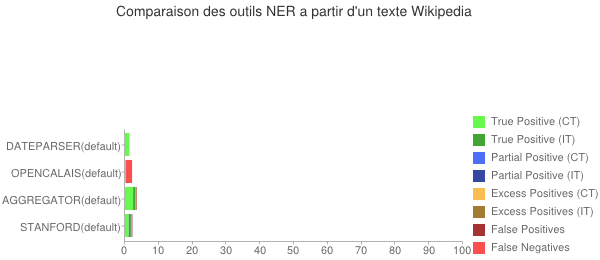 Comparaison des outils NER a partir d'un texte Wikipedia
DATEPARSER(default)
OPENCALAIS(default)
AGGREGATOR(default)
STANFORD(default)
0 10 20 30 40 50 60 70 80 90 100
True Positive (CT)
True Positive (IT)
Partial Positive (CT)
Partial Positive (IT)
Excess Positives (CT)
Excess Positives (IT)
False Positives
False Negatives